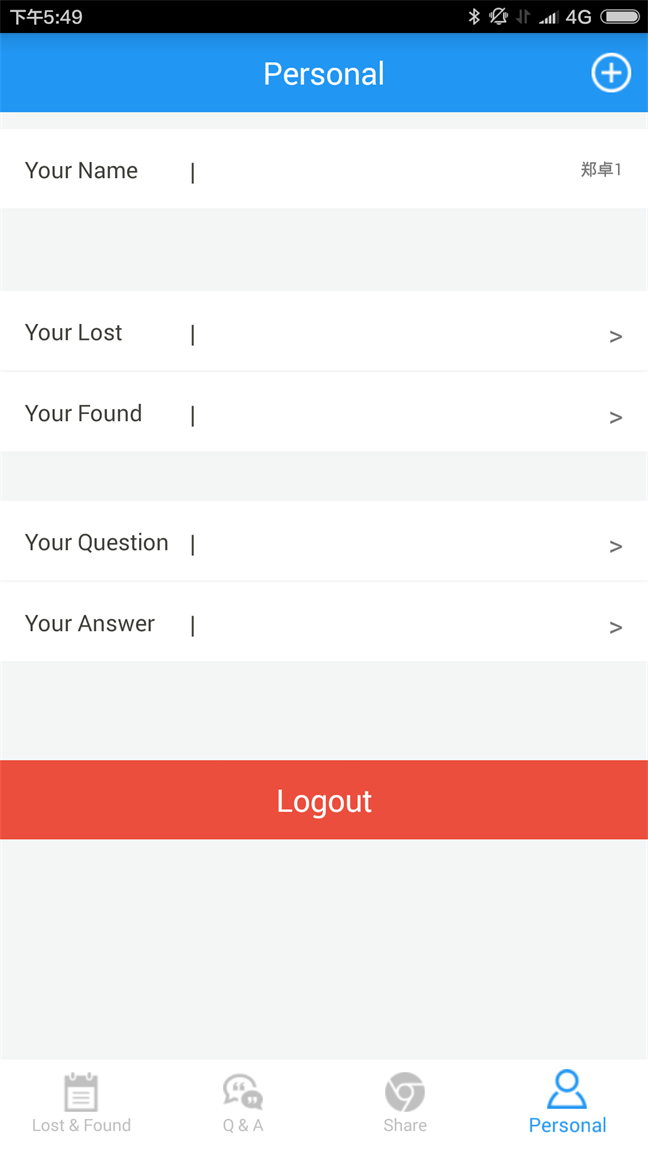 下午5:49 4G
Personal
Your Name | 郑卓1
Your Lost | >
Your Found | >
Your Question | >
Your Answer | >
Logout
Lost & Found Q & A Share Personal